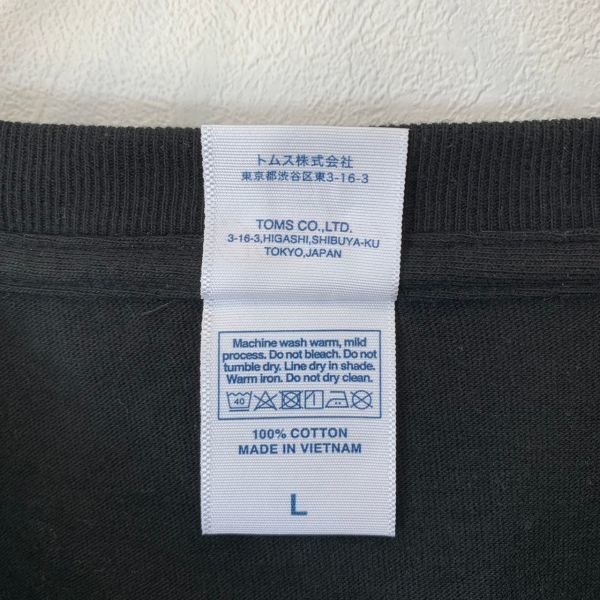 トムス株式会社
東京都渋谷区東3-16-3
TOMS CO.,LTD.
3-16-3,HIGASHI,SHIBUYA-KU
TOKYO,JAPAN
Machine wash warm, mild
process. Do not bleach. Do not
tumble dry. Line dry in shade.
Warm iron. Do not dry clean.
40
100% COTTON
MADE IN VIETNAM
L